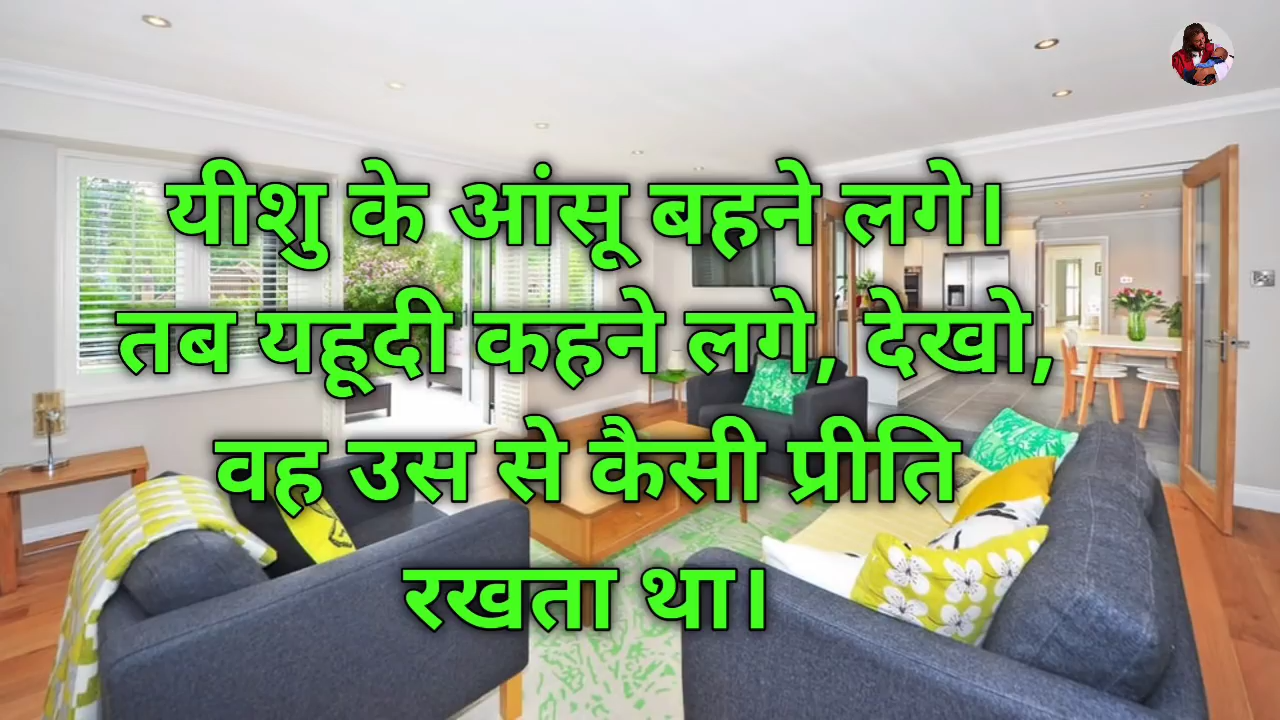 यीशु के आंसू बहने लगे।
तब यहूदी कहने लगे, देखो,
वह उस से कैसी प्रीति
रखता था।